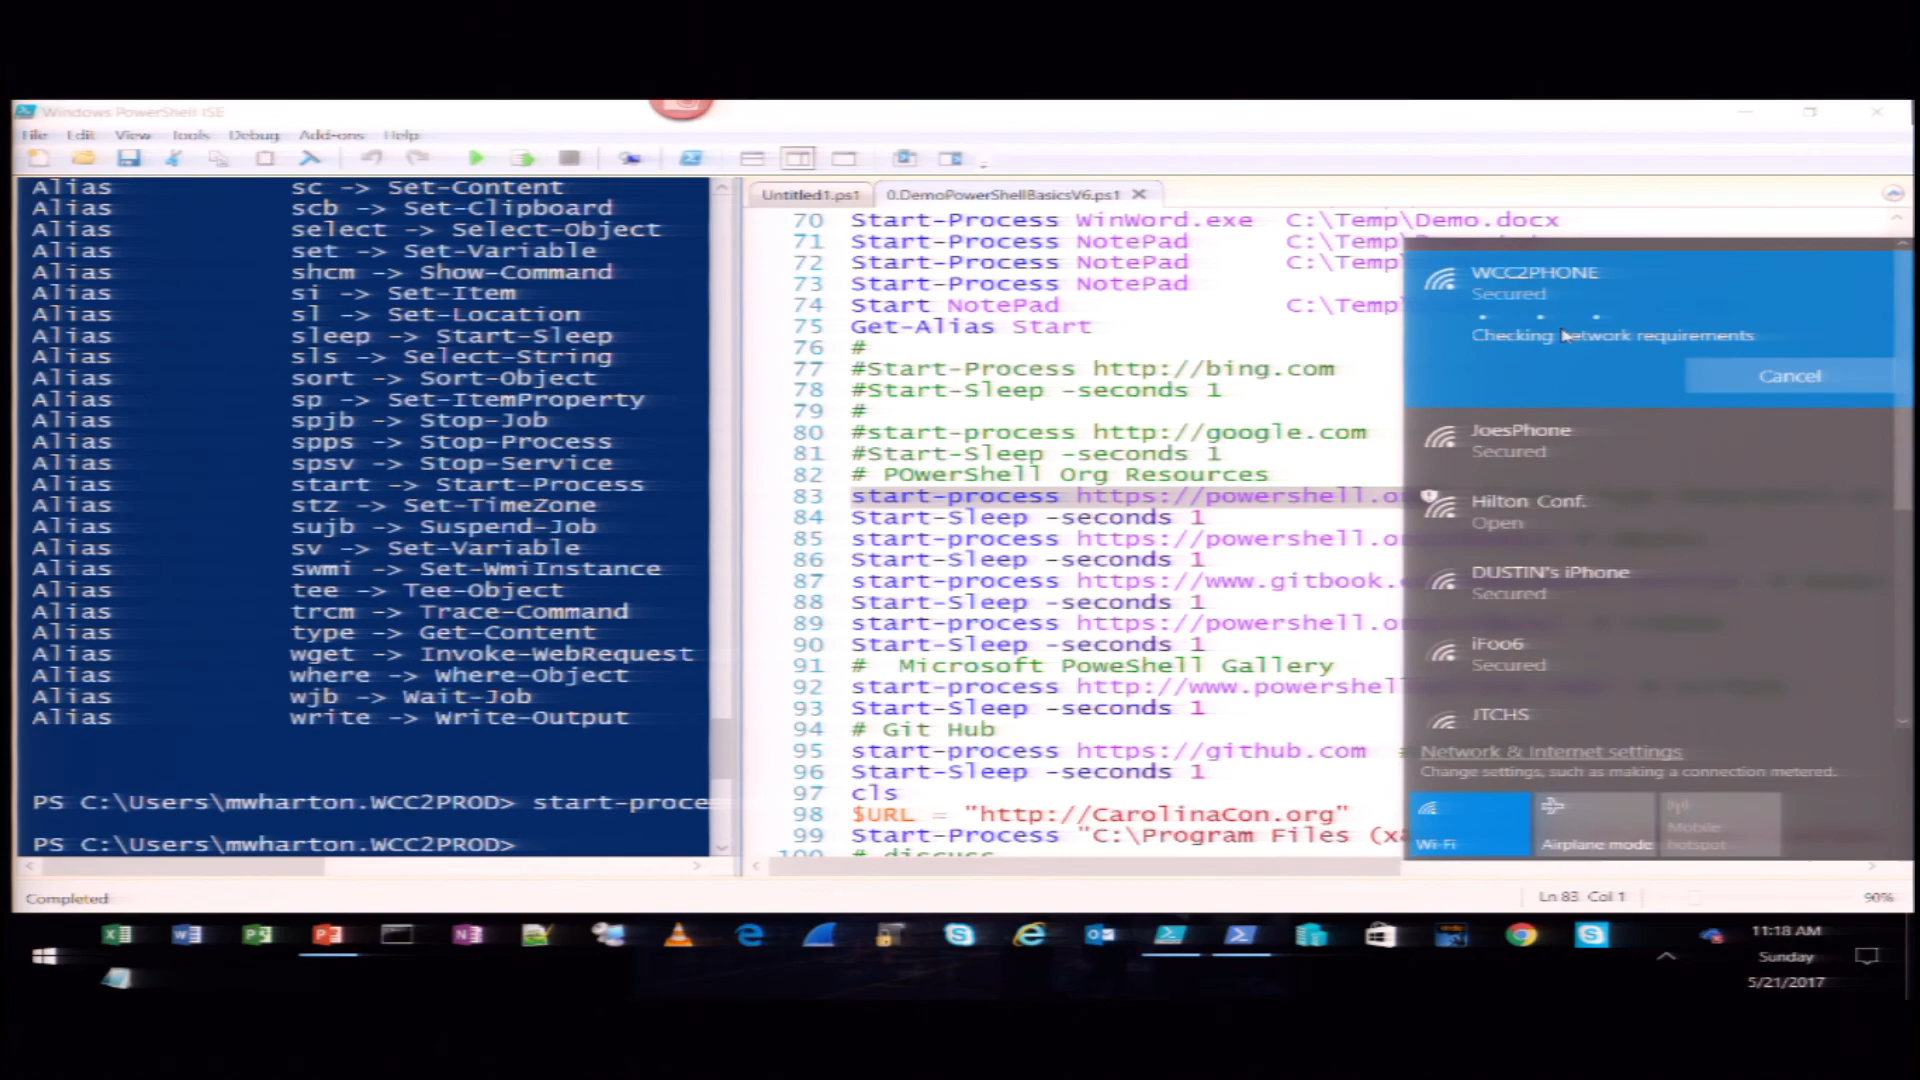 Windows PowerShell ISE
File Edit View Tools Debug Add-ons Help
Alias sc -> Set-Content
Alias scb -> Set-Clipboard
Alias select -> Select-Object
Alias set -> Set-Variable
Alias shcm -> Show-Command
Alias si -> Set-Item
Alias sl -> Set-Location
Alias sleep -> Start-Sleep
Alias sls -> Select-String
Alias sort -> Sort-Object
Alias sp -> Set-ItemProperty
Alias spjb -> Stop-Job
Alias spps -> Stop-Process
Alias spsv -> Stop-Service
Alias start -> Start-Process
Alias stz -> Set-TimeZone
Alias sujb -> Suspend-Job
Alias sv -> Set-Variable
Alias swmi -> Set-WmiInstance
Alias tee -> Tee-Object
Alias trcm -> Trace-Command
Alias type -> Get-Content
Alias wget -> Invoke-WebRequest
Alias where -> Where-Object
Alias wjb -> Wait-Job
Alias write -> Write-Output
PS C:\Users\mwharton.WCC2PROD> start-proce
PS C:\Users\mwharton.WCC2PROD>
Untitled1.ps1 0.DemoPowerShellBasicsV6.ps1
70 Start-Process WinWord.exe C:\Temp\Demo.docx
71 Start-Process NotePad C:\Temp
72 Start-Process NotePad C:\Temp
73 Start-Process NotePad
74 Start NotePad C:\Temp
75 Get-Alias Start
76 #
77 #Start-Process http://bing.com
78 #Start-Sleep -seconds 1
79 #
80 #start-process http://google.com
81 #Start-Sleep -seconds 1
82 # POwerShell Org Resources
83 start-process https://powershell.o
84 Start-Sleep -seconds 1
85 start-process https://powershell.o
86 Start-Sleep -seconds 1
87 start-process https://www.gitbook.
88 Start-Sleep -seconds 1
89 start-process https://powershell.o
90 Start-Sleep -seconds 1
91 # Microsoft PoweShell Gallery
92 start-process http://www.powershel
93 Start-Sleep -seconds 1
94 # Git Hub
95 start-process https://github.com #
96 Start-Sleep -seconds 1
97 cls
98 $URL = "http://CarolinaCon.org"
99 Start-Process "C:\Program Files (x
100 # discuss
WCC2PHONE
Secured
Checking network requirements
Cancel
JoesPhone
Secured
Hilton Conf.
Open
DUSTIN's iPhone
Secured
iFoo6
Secured
JTCHS
Network & Internet settings
Change settings, such as making a connection metered.
Wi-Fi
Airplane mode
Mobile hotspot
Completed
Ln 83 Col 1
90%
11:18 AM
Sunday
5/21/2017